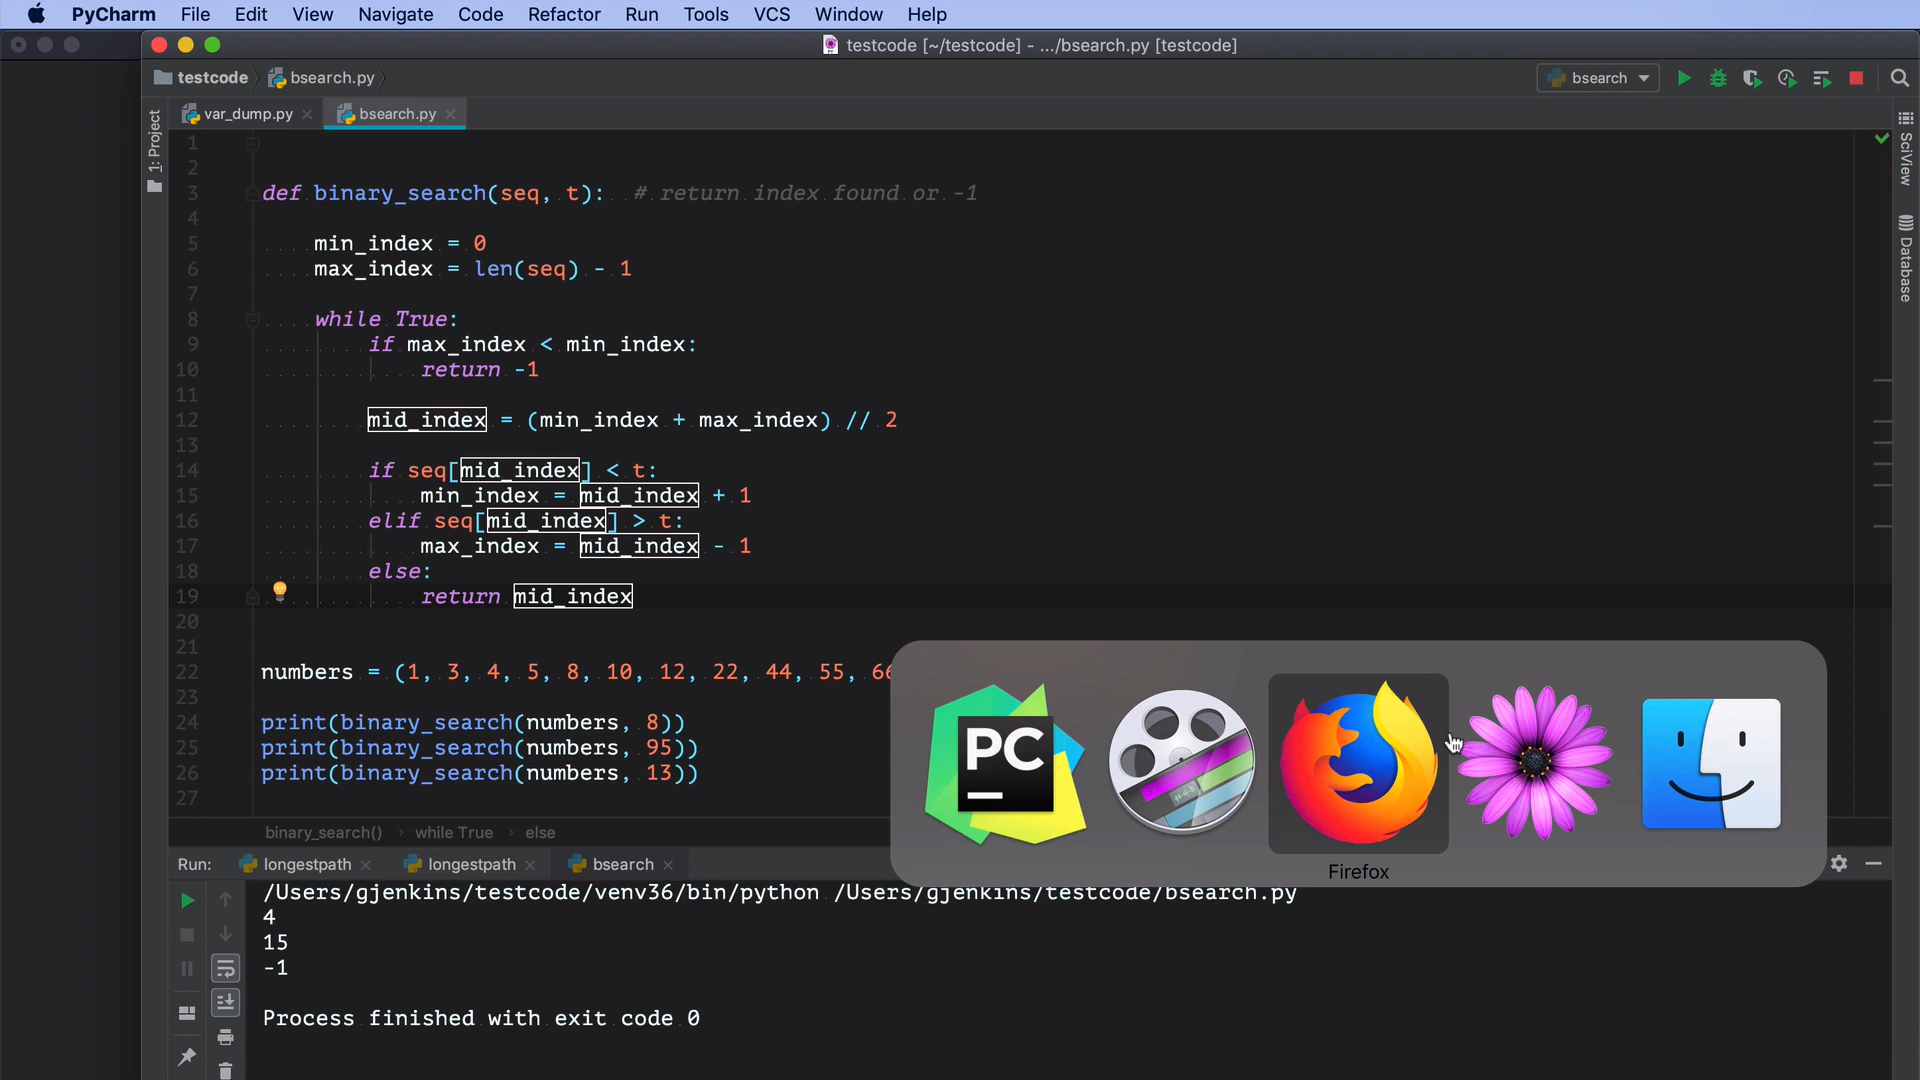 PyCharm File Edit View Navigate Code Refactor Run Tools VCS Window Help
testcode [~/testcode] - .../bsearch.py [testcode]
testcode bsearch.py
bsearch
var_dump.py bsearch.py
1: Project
SciView
Database
1
2
3 def binary_search(seq, t): # return index found or -1
4
5 min_index = 0
6 max_index = len(seq) - 1
7
8 while True:
9 if max_index < min_index:
10 return -1
11
12 mid_index = (min_index + max_index) // 2
13
14 if seq[mid_index] < t:
15 min_index = mid_index + 1
16 elif seq[mid_index] > t:
17 max_index = mid_index - 1
18 else:
19 return mid_index
20
21
22 numbers = (1, 3, 4, 5, 8, 10, 12, 22, 44, 55, 66
23
24 print(binary_search(numbers, 8))
25 print(binary_search(numbers, 95))
26 print(binary_search(numbers, 13))
27
PC
Firefox
binary_search() while True else
Run: longestpath longestpath bsearch
/Users/gjenkins/testcode/venv36/bin/python /Users/gjenkins/testcode/bsearch.py
4
15
-1
Process finished with exit code 0